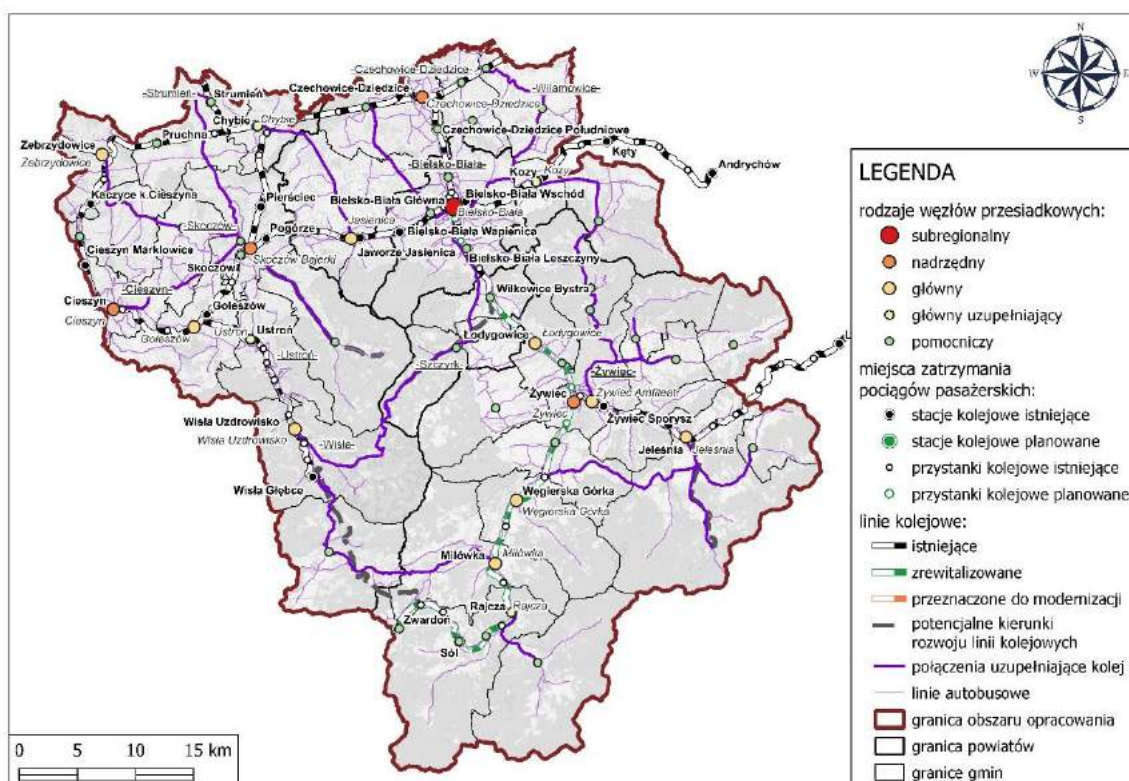 N
W
E
S
-Czechowice-Dziedzice-
Czechowice-Dziedzice
Czechowice-Dziedzice
-Strumień-
Strumień
-Wilamowice-
Chybie
Chybie
Pruchna
Czechowice-Dziedzice Południowe
Zebrzydowice
Zebrzydowice
-Bielsko-Biała-
Kęty
Andrychów
Kozy
Kozy
Kaczyce k.Cieszyna
Pierściec
Bielsko-Biała Główna
Bielsko-Biała Wschód
Bielsko-Biała
-Skoczów-
Pogórze
Jasienica
Bielsko-Biała Wapienica
Cieszyn Marklowice
Jaworze Jasienica
Skoczów
Skoczów Bajerki
Bielsko-Biała Leszczyny
-Cieszyn-
Wilkowice Bystra
Cieszyn
Cieszyn
Goleszów
Goleszów
Ustroń
Ustroń
-Ustroń-
Łodygowice
Łodygowice
-Szczyrk-
-Żywiec-
Żywiec
Żywiec
Żywiec Amfiteatr
Żywiec Sporysz
Wisła Uzdrowisko
Wisła Uzdrowisko
-Wisła-
Jeleśnia
Jeleśnia
Wisła Głębce
Węgierska Górka
Węgierska Górka
Milówka
Milówka
Rajcza
Rajcza
Zwardoń
Sól
0 5 10 15 km
LEGENDA
rodzaje węzłów przesiadkowych:
subregionalny
nadrzędny
główny
główny uzupełniający
pomocniczy
miejsca zatrzymania
pociągów pasażerskich:
stacje kolejowe istniejące
stacje kolejowe planowane
przystanki kolejowe istniejące
przystanki kolejowe planowane
linie kolejowe:
istniejące
zrewitalizowane
przeznaczone do modernizacji
potencjalne kierunki
rozwoju linii kolejowych
połączenia uzupełniające kolej
linie autobusowe
granica obszaru opracowania
granica powiatów
granice gmin